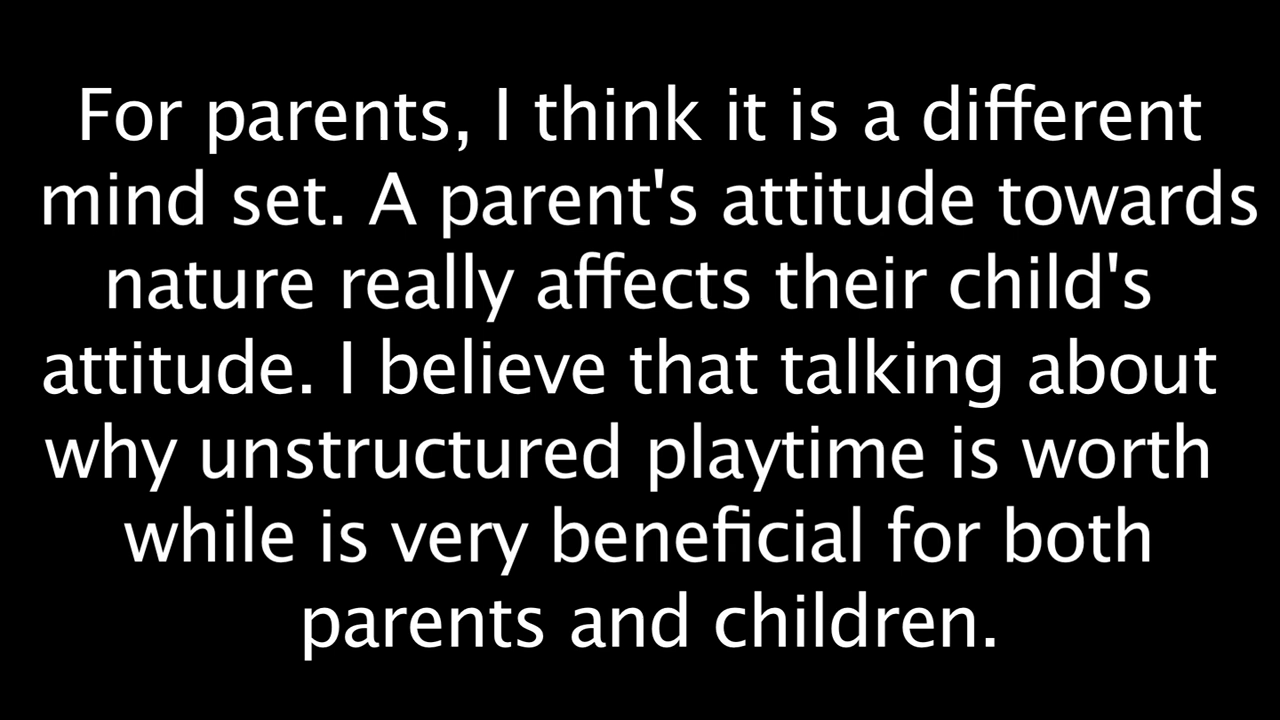 For parents, I think it is a different
mind set. A parent's attitude towards
nature really affects their child's
attitude. I believe that talking about
why unstructured playtime is worth
while is very beneficial for both
parents and children.